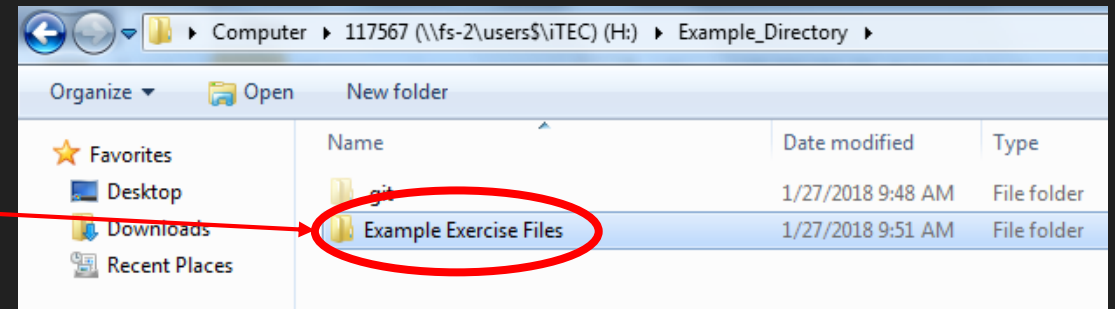 Computer ▸ 117567 (\\fs-2\users$\iTEC) (H:) ▸ Example_Directory ▸
Organize ▾ Open New folder
Favorites
Desktop
Downloads
Recent Places
Name Date modified Type
.git 1/27/2018 9:48 AM File folder
Example Exercise Files 1/27/2018 9:51 AM File folder